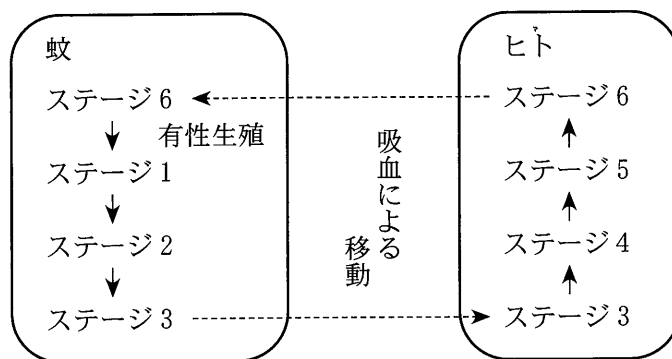 蚊
ステージ 6
有性生殖
ステージ 1
ステージ 2
ステージ 3
吸血による
移動
ヒト
ステージ 6
ステージ 5
ステージ 4
ステージ 3